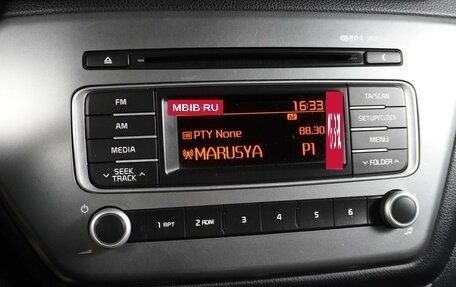 FM
AM
MEDIA
SEEK
TRACK
MBIB-RU
16:33
AF
PTY None
88.30
MARUSYA
P1
TA/SCAN
SETUP/CLOCK
MENU
FOLDER
1 RPT
2 RDM
3
4
5
6